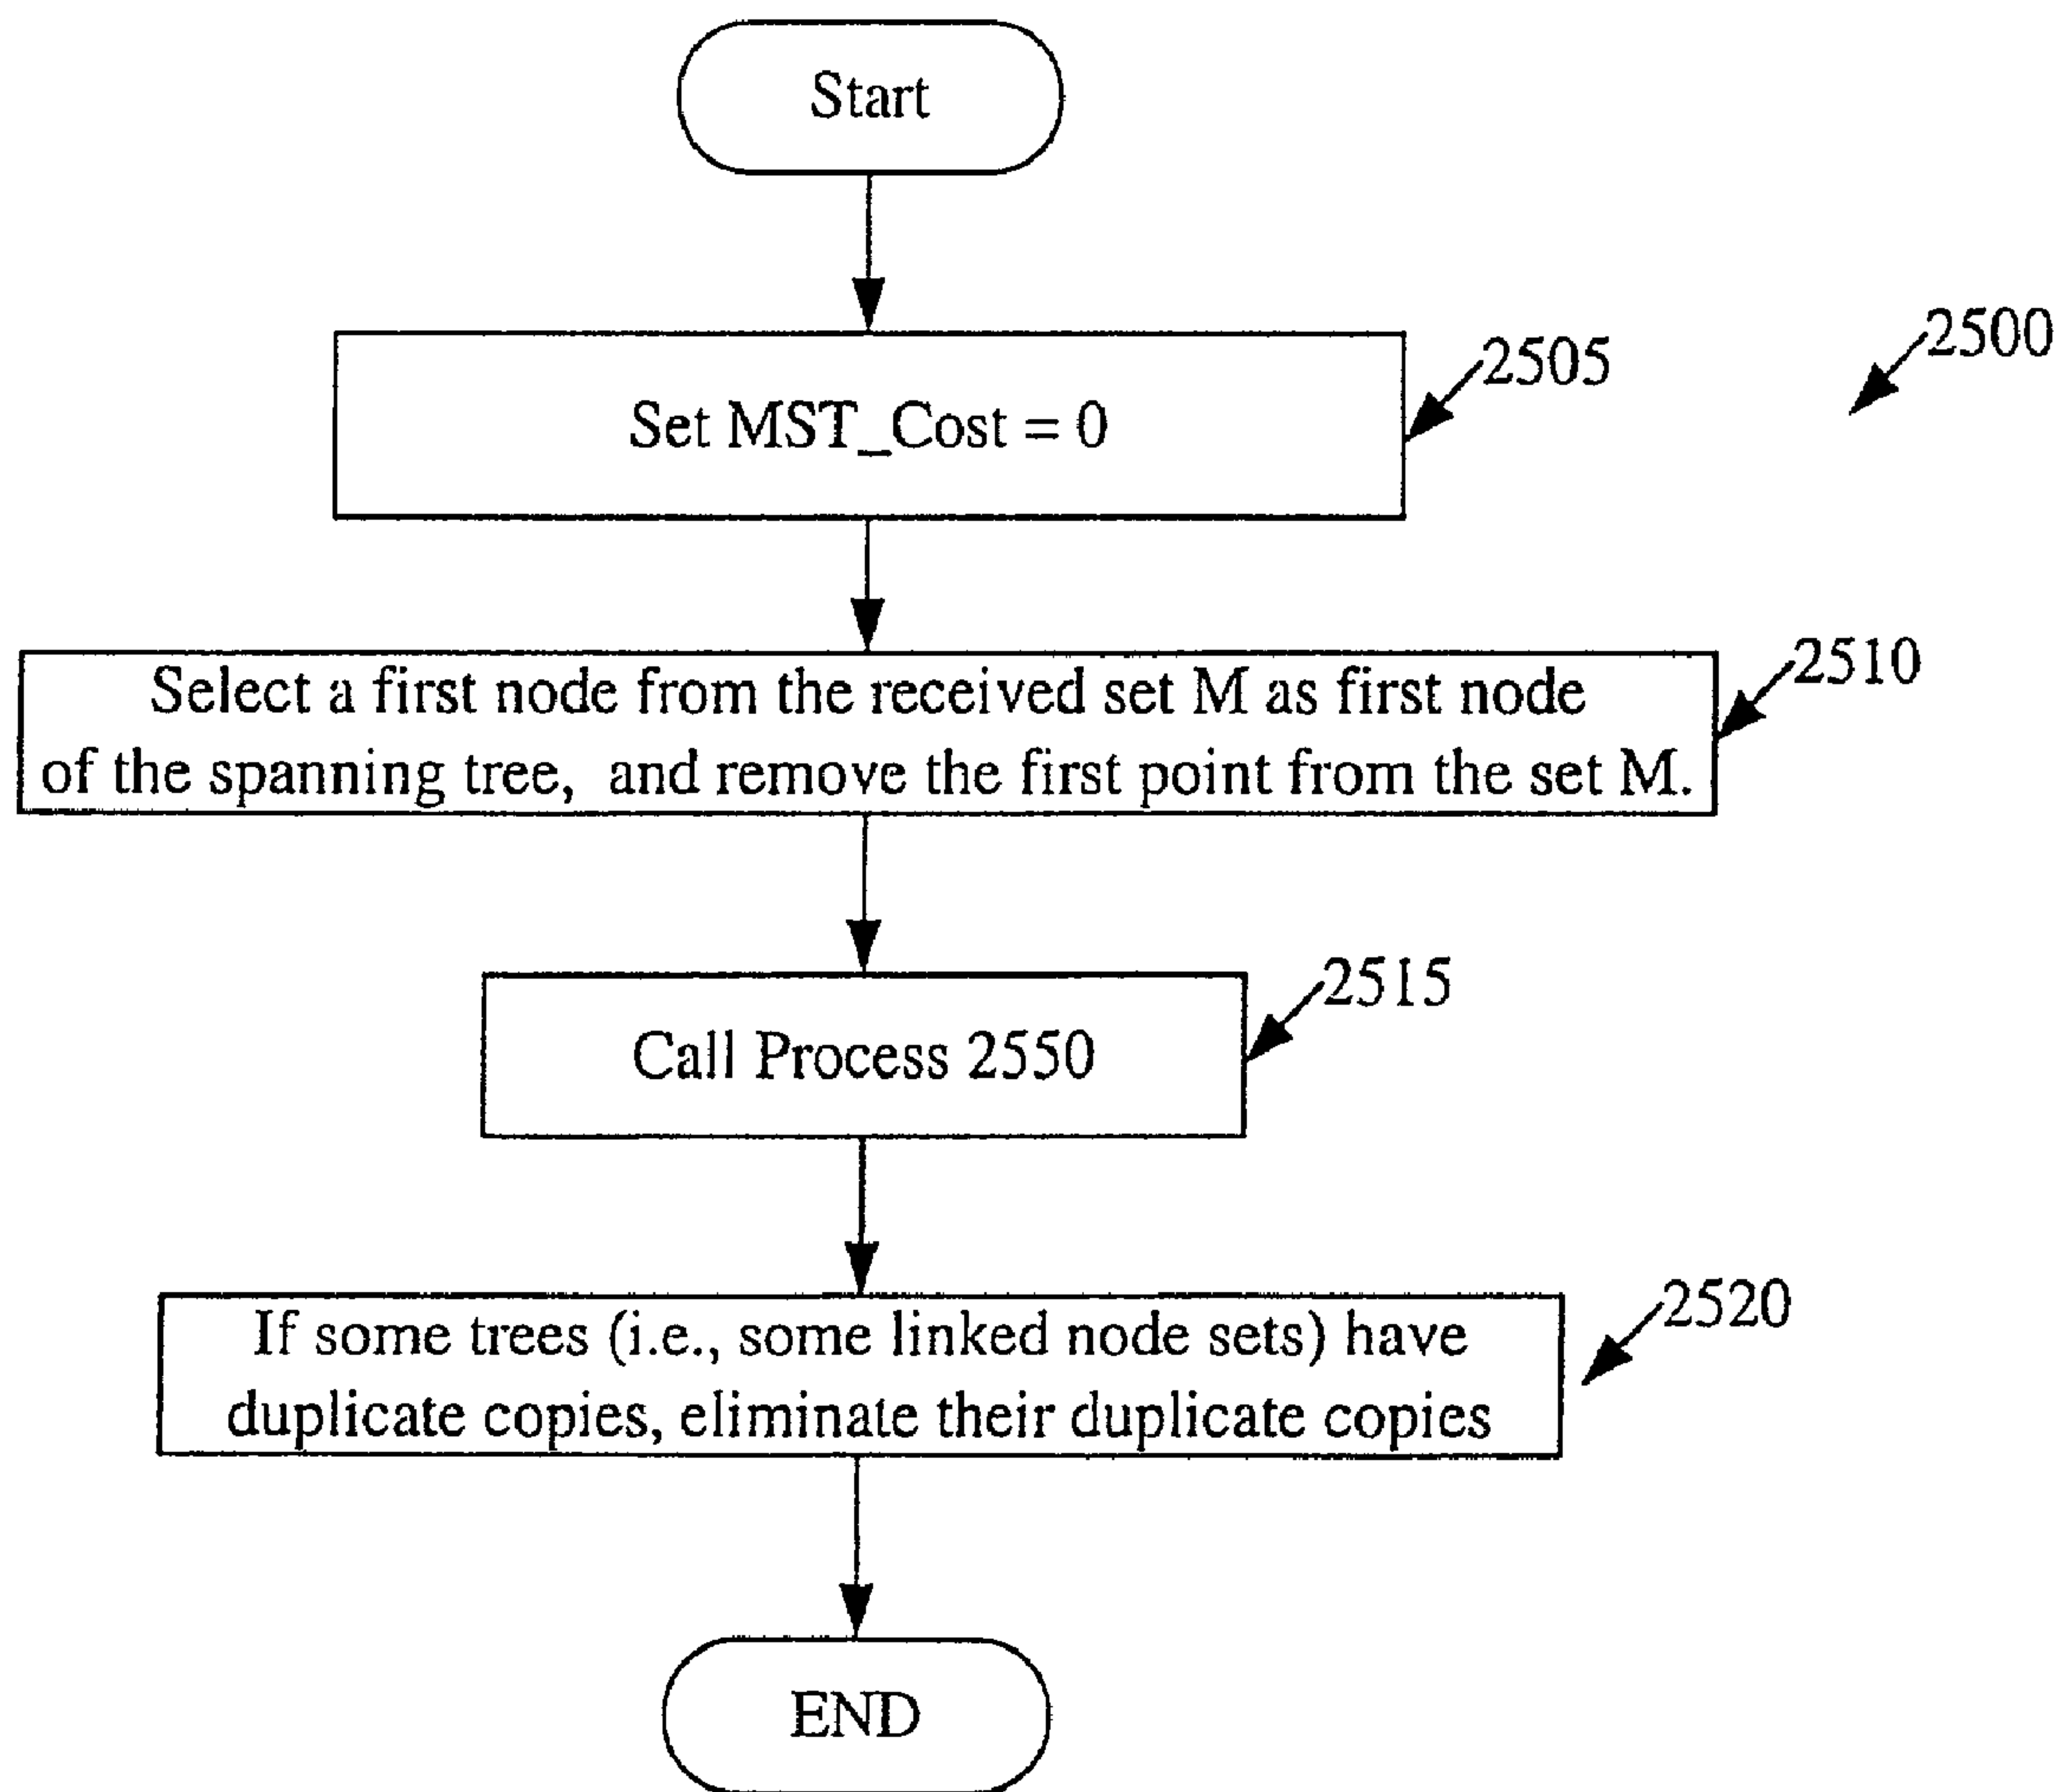 Start
2500
2505
Set MST_Cost = 0
2510
Select a first node from the received set M as first node
of the spanning tree, and remove the first point from the set M.
2515
Call Process 2550
2520
If some trees (i.e., some linked node sets) have
duplicate copies, eliminate their duplicate copies
END